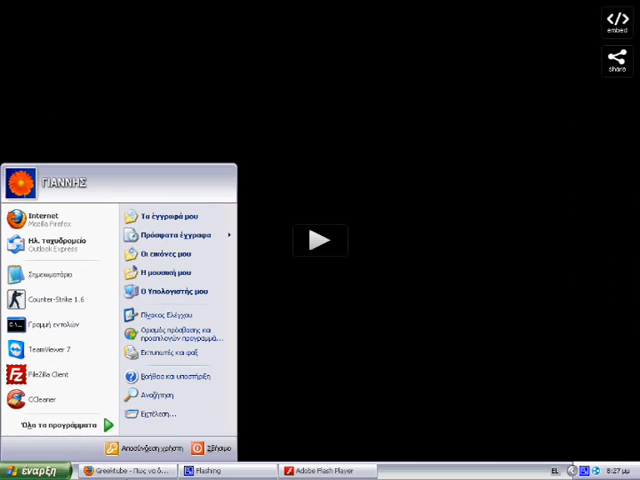 embed
share
ΓΙΑΝΝΗΣ
Internet
Mozilla Firefox
Ηλ. ταχυδρομείο
Outlook Express
Σημειωματάριο
Counter-Strike 1.6
Γραμμή εντολών
TeamViewer 7
FileZilla Client
CCleaner
Όλα τα προγράμματα
Τα έγγραφά μου
Πρόσφατα έγγραφα
Οι εικόνες μου
Η μουσική μου
Ο Υπολογιστής μου
Πίνακας Ελέγχου
Ορισμός πρόσβασης και
προεπιλογών προγραμμ...
Εκτυπωτές και φαξ
Βοήθεια και υποστήριξη
Αναζήτηση
Εκτέλεση...
Αποσύνδεση χρήστη
Σβήσιμο
έναρξη
Greektube - Πως να δ...
Flashing
Adobe Flash Player
EL
8:27 μμ